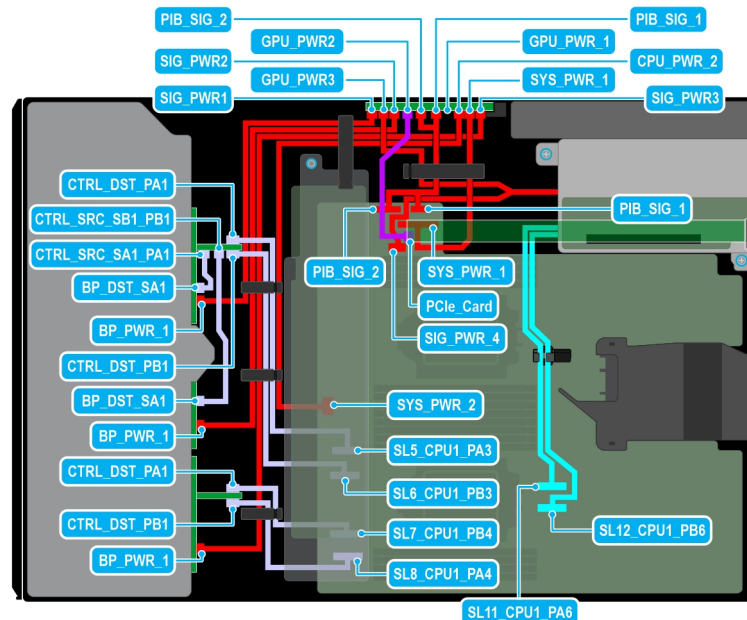 PIB_SIG_2
PIB_SIG_1
GPU_PWR2
GPU_PWR_1
SIG_PWR2
CPU_PWR_2
GPU_PWR3
SYS_PWR_1
SIG_PWR1
SIG_PWR3
CTRL_DST_PA1
CTRL_SRC_SB1_PB1
PIB_SIG_1
CTRL_SRC_SA1_PA1
PIB_SIG_2
SYS_PWR_1
BP_DST_SA1
PCIe_Card
BP_PWR_1
SIG_PWR_4
CTRL_DST_PB1
BP_DST_SA1
SYS_PWR_2
BP_PWR_1
SL5_CPU1_PA3
CTRL_DST_PA1
SL6_CPU1_PB3
CTRL_DST_PB1
SL7_CPU1_PB4
SL12_CPU1_PB6
BP_PWR_1
SL8_CPU1_PA4
SL11_CPU1_PA6